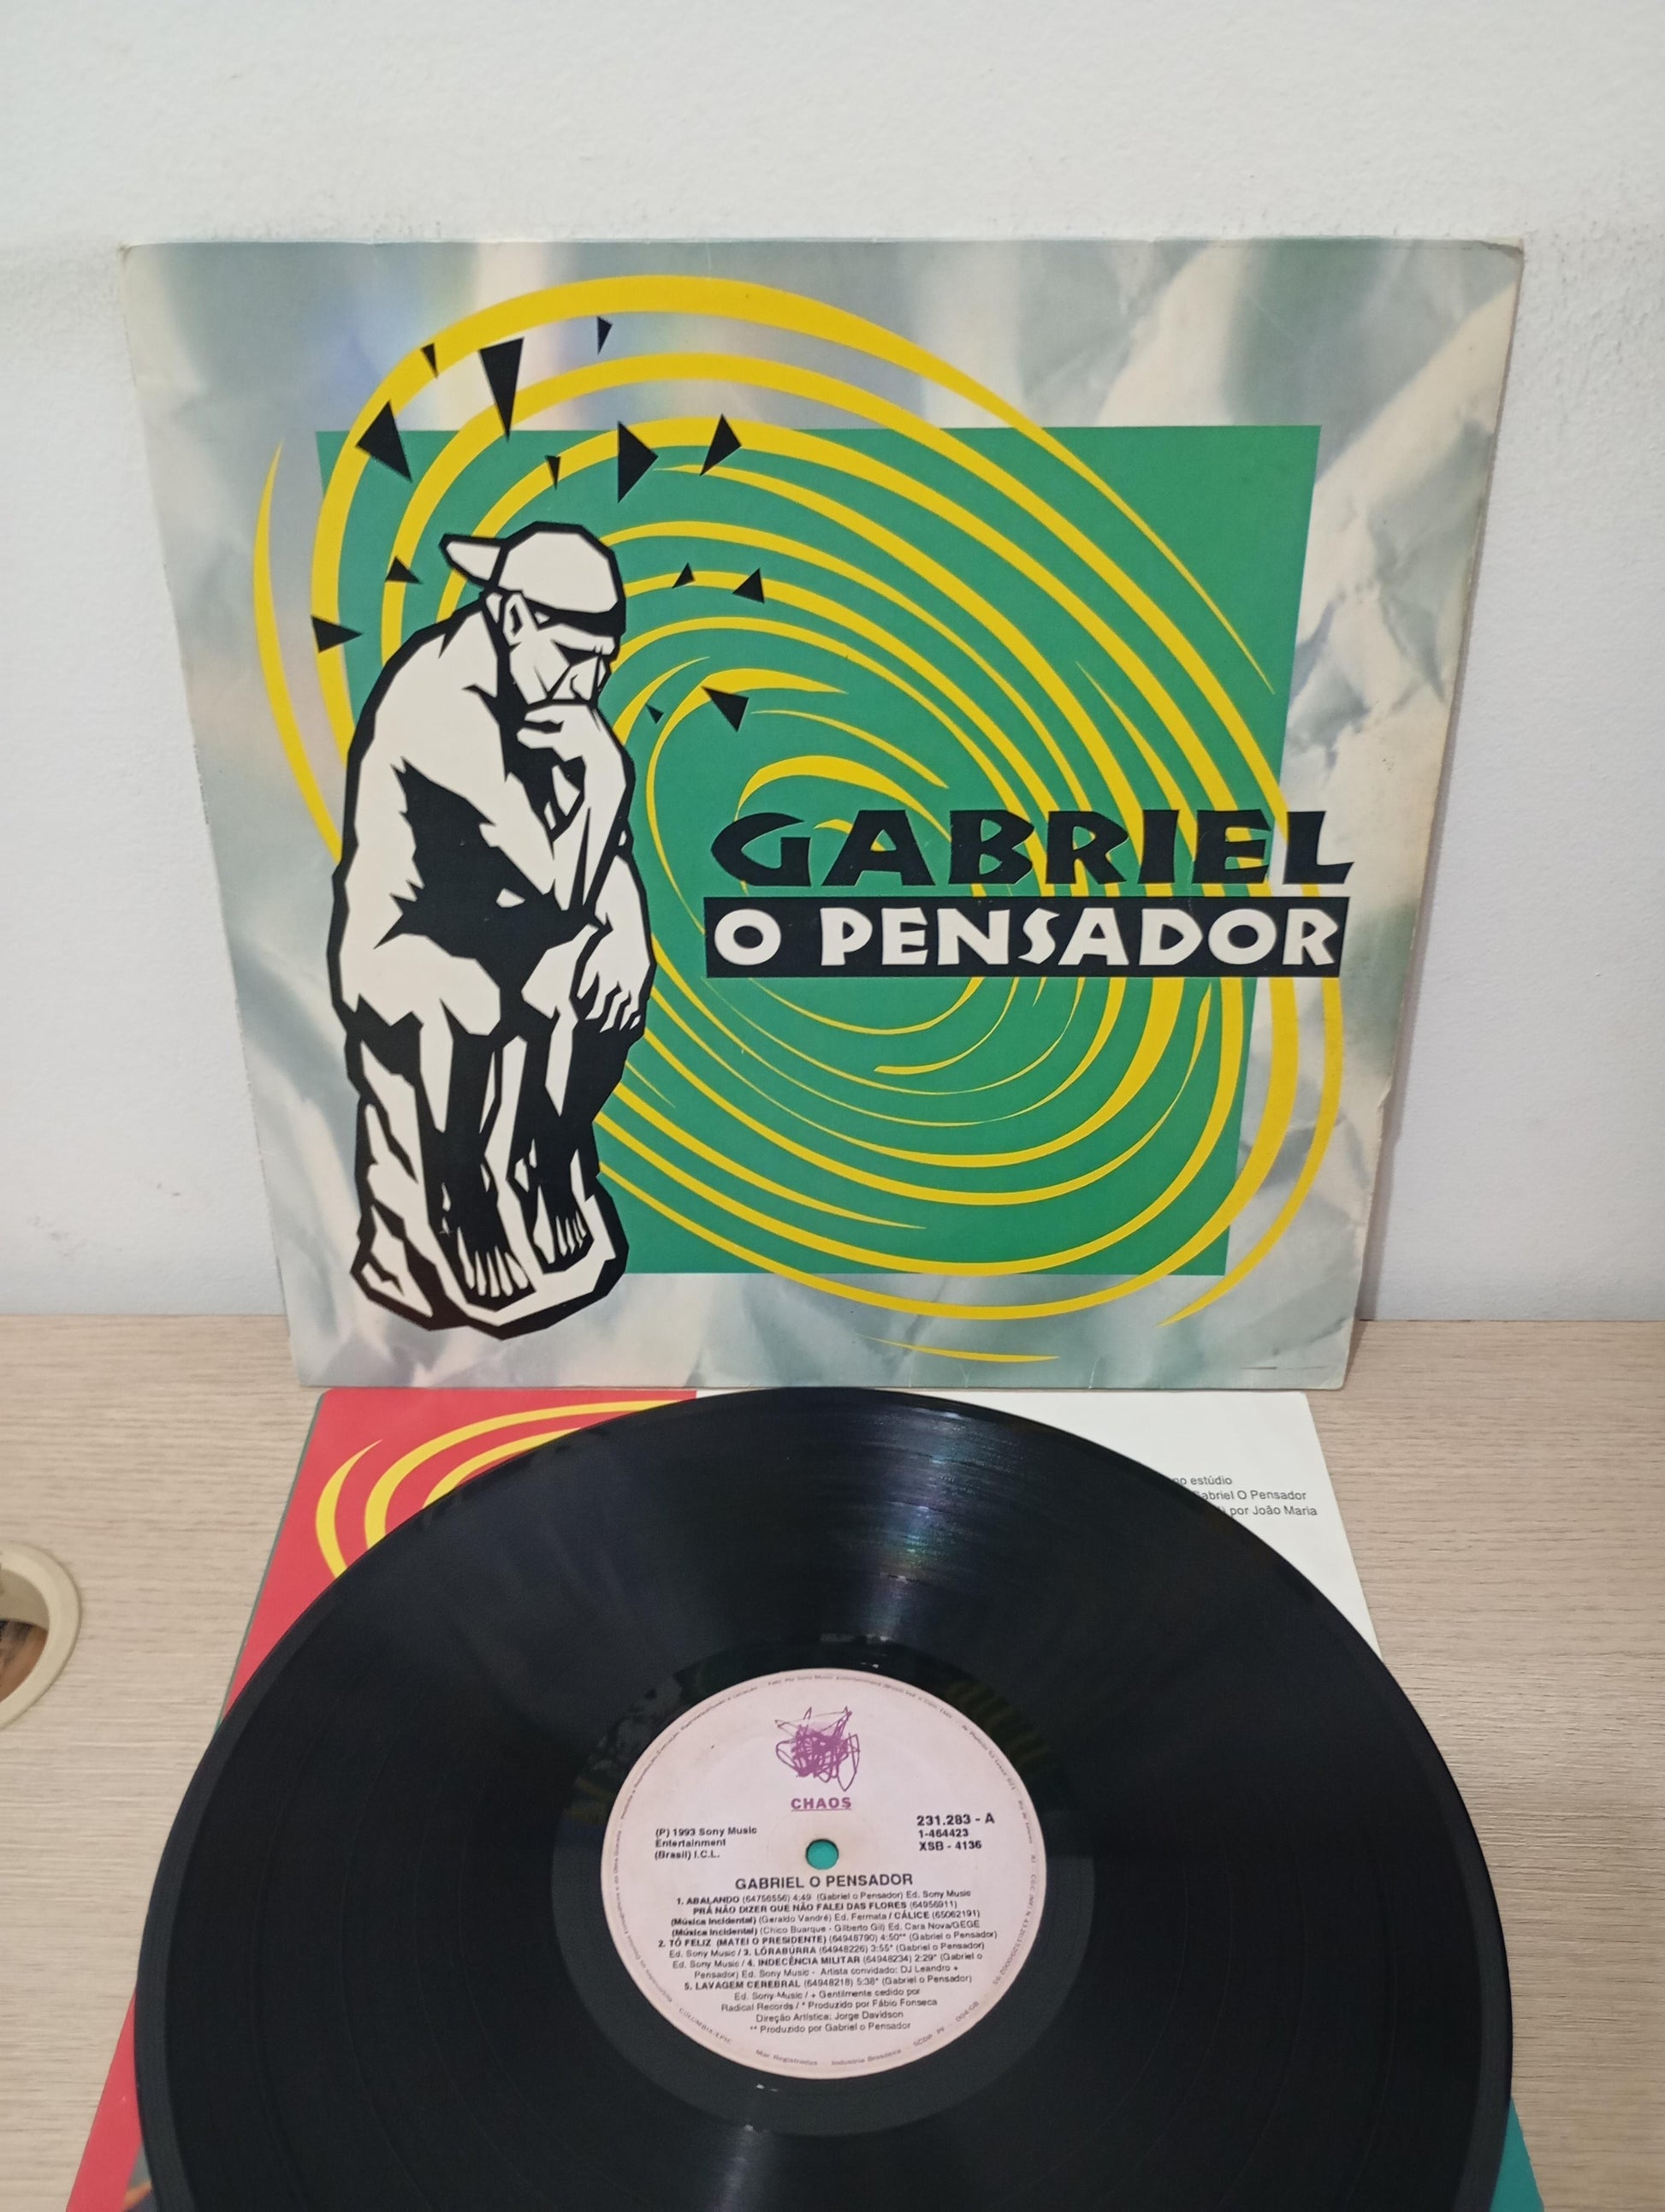 GABRIEL
O PENSADOR
no estúdio
Gabriel O Pensador
por João Maria
CHAOS
(P) 1993 Sony Music
Entertainment
(Brasil) I.C.L.
231.283 - A
1-464423
XSB - 4136
GABRIEL O PENSADOR
1. ABALANDO (64756556) 4:49 (Gabriel o Pensador) Ed. Sony Music
PRÁ NÃO DIZER QUE NÃO FALEI DAS FLORES (64956911)
(Música Incidental) (Geraldo Vandré) Ed. Fermata / CÁLICE (65062191)
(Música Incidental) (Chico Buarque - Gilberto Gil) Ed. Cara Nova/GEGE
2. TÔ FELIZ (MATEI O PRESIDENTE) (64948790) 4:50** (Gabriel o Pensador)
Ed. Sony Music / 3. LÔRABÚRRA (64948226) 3:55* (Gabriel o Pensador)
Ed. Sony Music / 4. INDECÊNCIA MILITAR (64948234) 2:29* (Gabriel o
Pensador) Ed. Sony Music - Artista convidado: DJ Leandro +
5. LAVAGEM CEREBRAL (64948218) 5:38* (Gabriel o Pensador)
Ed. Sony Music / + Gentilmente cedido por
Radical Records / * Produzido por Fábio Fonseca
Direção Artística: Jorge Davidson
** Produzido por Gabriel o Pensador
Industria Brasileira